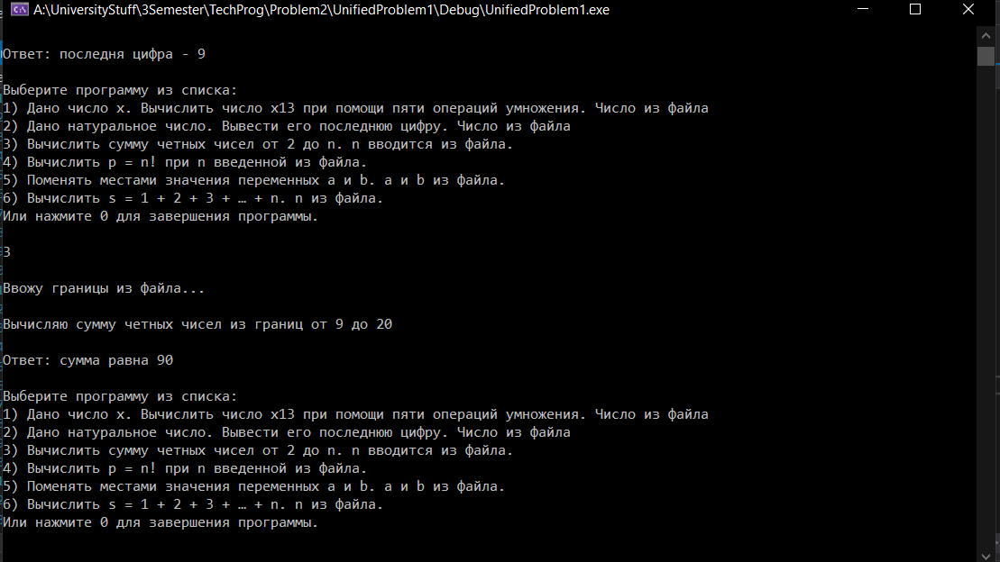 A:\UniversityStuff\3Semester\TechProg\Problem2\UnifiedProblem1\Debug\UnifiedProblem1.exe
Ответ: последня цифра - 9
Выберите программу из списка:
1) Дано число x. Вычислить число x13 при помощи пяти операций умножения. Число из файла
2) Дано натуральное число. Вывести его последнюю цифру. Число из файла
3) Вычислить сумму четных чисел от 2 до n. n вводится из файла.
4) Вычислить p = n! при n введенной из файла.
5) Поменять местами значения переменных a и b. a и b из файла.
6) Вычислить s = 1 + 2 + 3 + … + n. n из файла.
Или нажмите 0 для завершения программы.
3
Ввожу границы из файла...
Вычисляю сумму четных чисел из границ от 9 до 20
Ответ: сумма равна 90
Выберите программу из списка:
1) Дано число x. Вычислить число x13 при помощи пяти операций умножения. Число из файла
2) Дано натуральное число. Вывести его последнюю цифру. Число из файла
3) Вычислить сумму четных чисел от 2 до n. n вводится из файла.
4) Вычислить p = n! при n введенной из файла.
5) Поменять местами значения переменных a и b. a и b из файла.
6) Вычислить s = 1 + 2 + 3 + … + n. n из файла.
Или нажмите 0 для завершения программы.